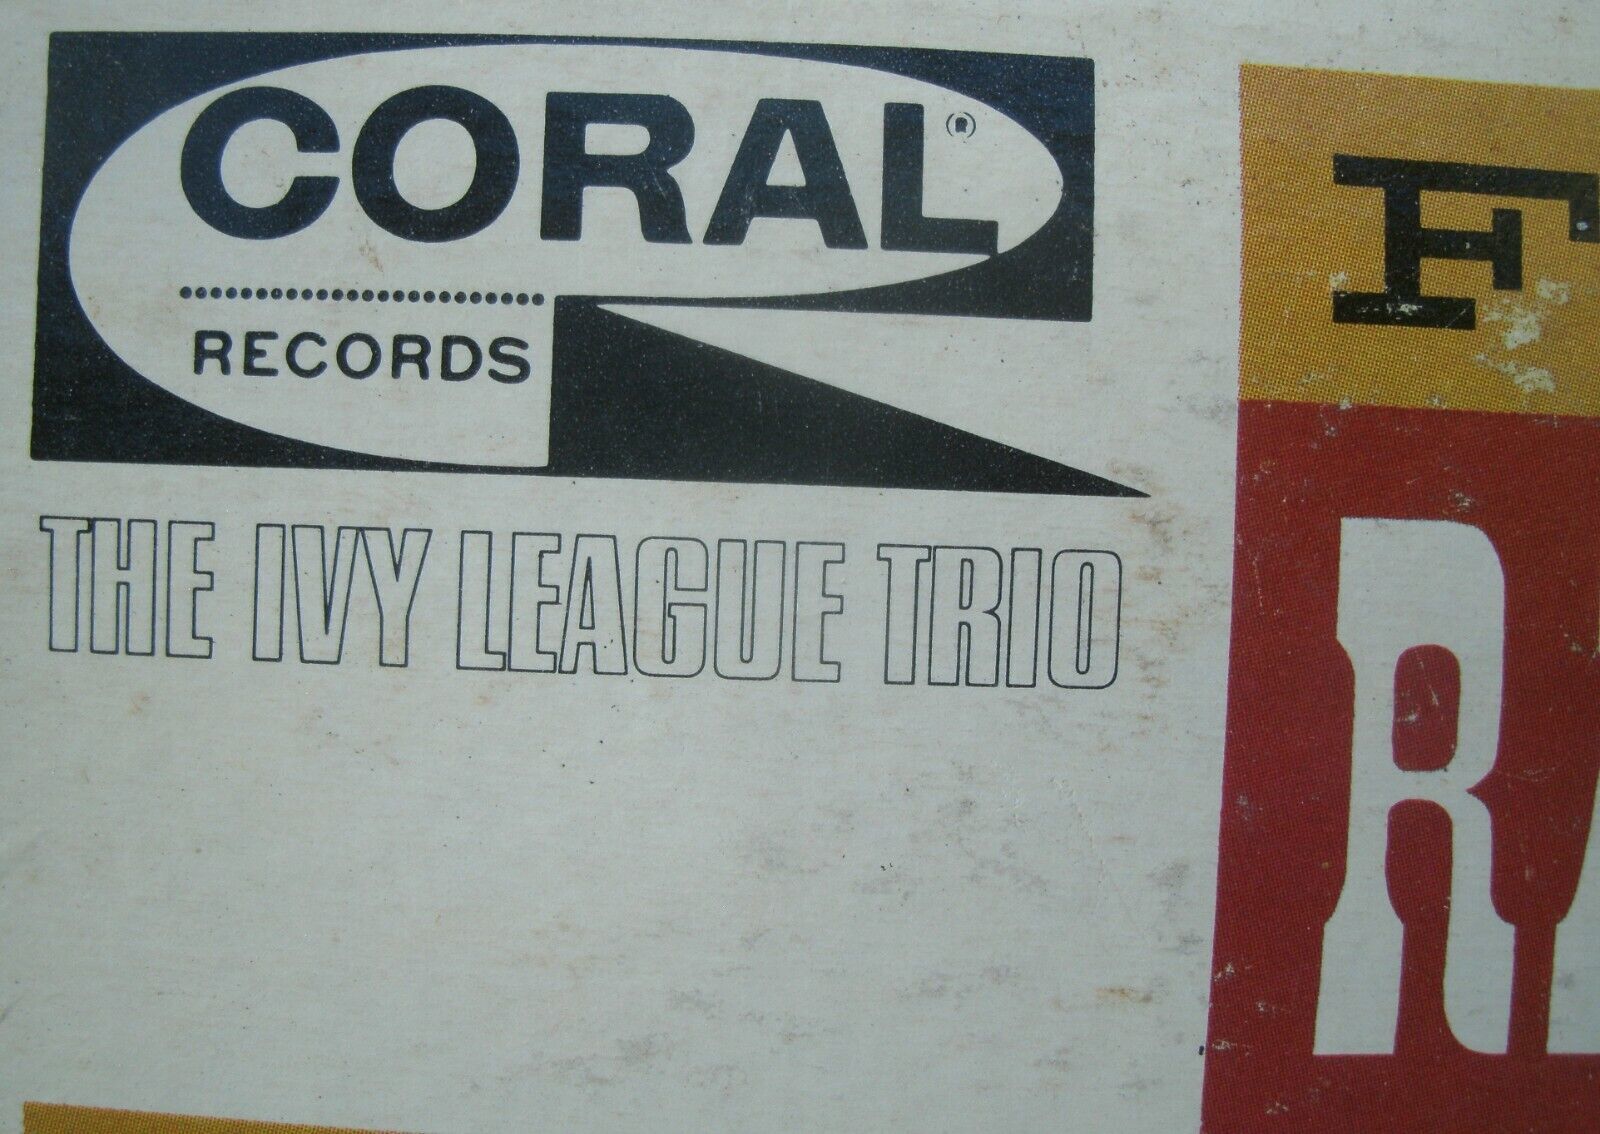 CORAL®
RECORDS
THE IVY LEAGUE TRIO
F
R